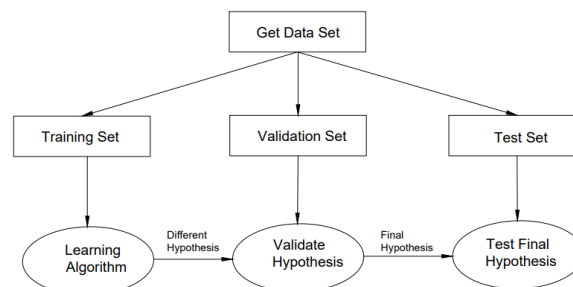 Get Data Set
Training Set
Validation Set
Test Set
Different
Hypothesis
Final
Hypothesis
Learning
Algorithm
Validate
Hypothesis
Test Final
Hypothesis